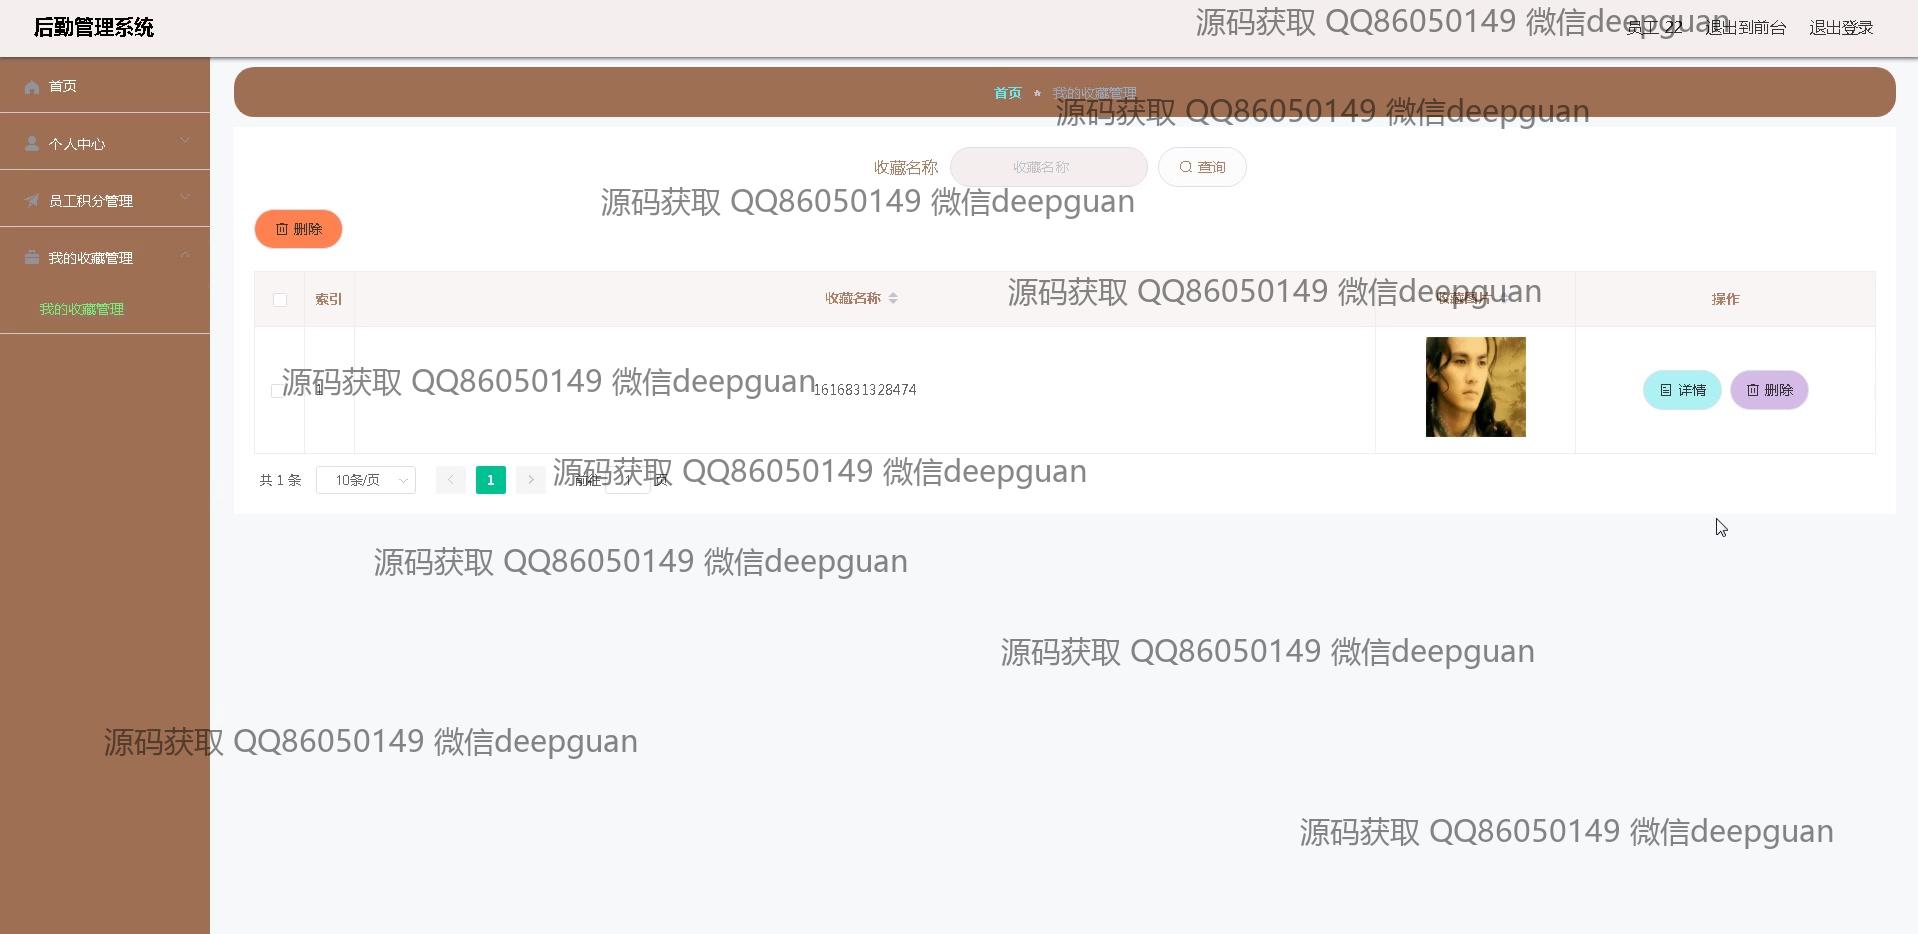 后勤管理系统
源码获取 QQ86050149 微信deepguan
员工 22 退出到前台 退出登录
首页
首页 我的收藏管理
源码获取 QQ86050149 微信deepguan
个人中心
收藏名称 收藏名称 查询
源码获取 QQ86050149 微信deepguan
员工积分管理
删除
我的收藏管理
源码获取 QQ86050149 微信deepguan
索引 收藏名称 收藏图片 操作
我的收藏管理
源码获取 QQ86050149 微信deepguan
1 1616831328474 详情 删除
源码获取 QQ86050149 微信deepguan
共 1 条 10条/页 1 前往 1 页
源码获取 QQ86050149 微信deepguan
源码获取 QQ86050149 微信deepguan
源码获取 QQ86050149 微信deepguan
源码获取 QQ86050149 微信deepguan